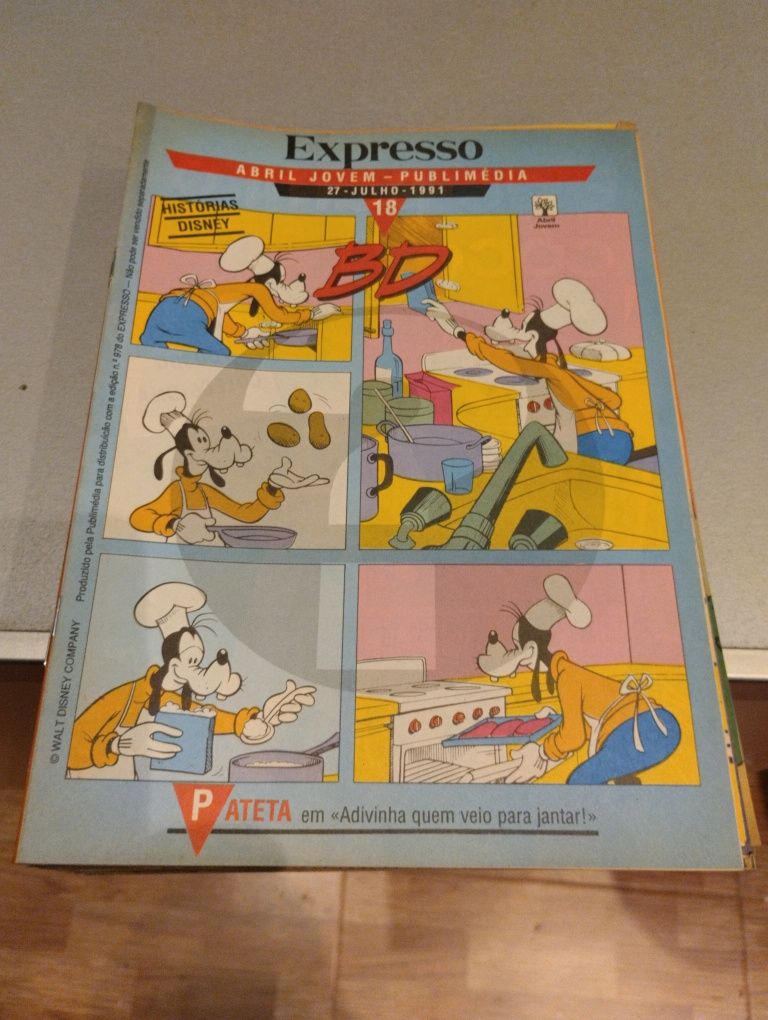 Expresso
ABRIL JOVEM – PUBLIMÉDIA
27 - JULHO - 1991
18
HISTÓRIAS
DISNEY
Abril
Jovem
BD
© WALT DISNEY COMPANY Produzido pela Publimédia para distribuição com a edição n.º 978 do EXPRESSO — Não pode ser vendido separadamente
PATETA em «Adivinha quem veio para jantar!»